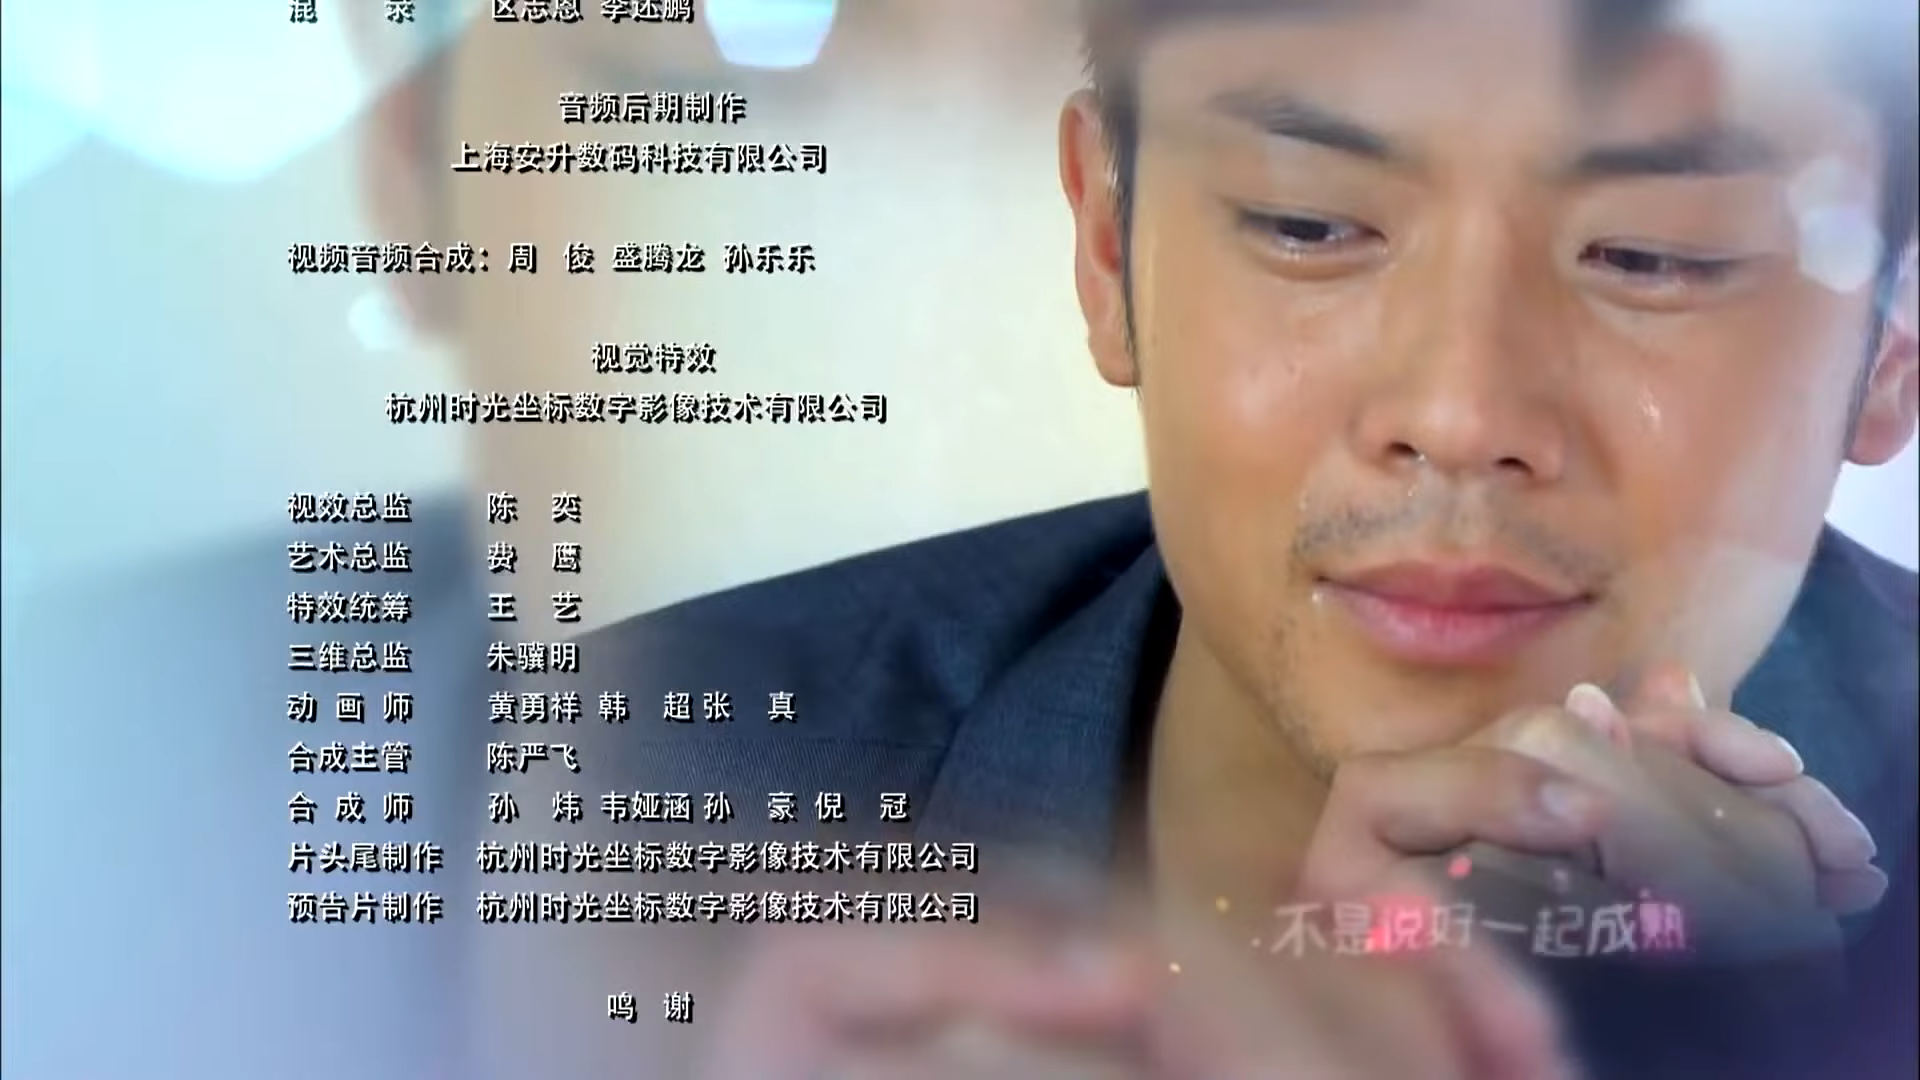 混 录 区志恩 李还鹏
音频后期制作
上海安升数码科技有限公司
视频音频合成：周 俊 盛腾龙 孙乐乐
视觉特效
杭州时光坐标数字影像技术有限公司
视效总监 陈 奕
艺术总监 费 鹰
特效统筹 王 艺
三维总监 朱骥明
动 画 师 黄勇祥 韩 超 张 真
合成主管 陈严飞
合 成 师 孙 炜 韦娅涵 孙 豪 倪 冠
片头尾制作 杭州时光坐标数字影像技术有限公司
预告片制作 杭州时光坐标数字影像技术有限公司
不是说好一起成熟
鸣 谢